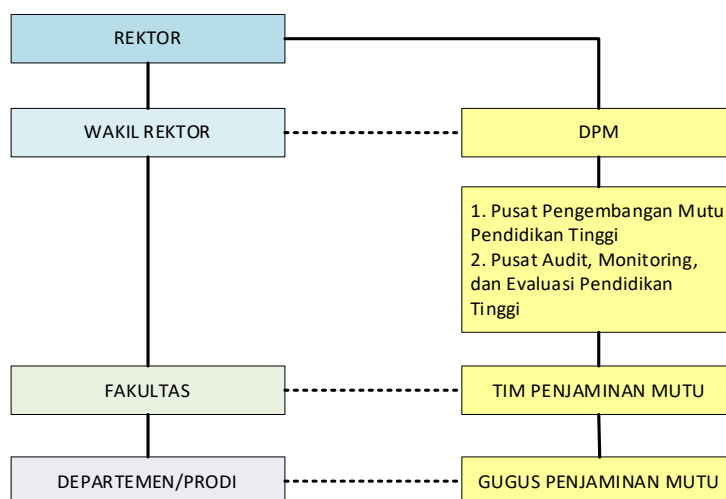 REKTOR
WAKIL REKTOR
DPM
1. Pusat Pengembangan Mutu
Pendidikan Tinggi
2. Pusat Audit, Monitoring,
dan Evaluasi Pendidikan
Tinggi
FAKULTAS
TIM PENJAMINAN MUTU
DEPARTEMEN/PRODI
GUGUS PENJAMINAN MUTU